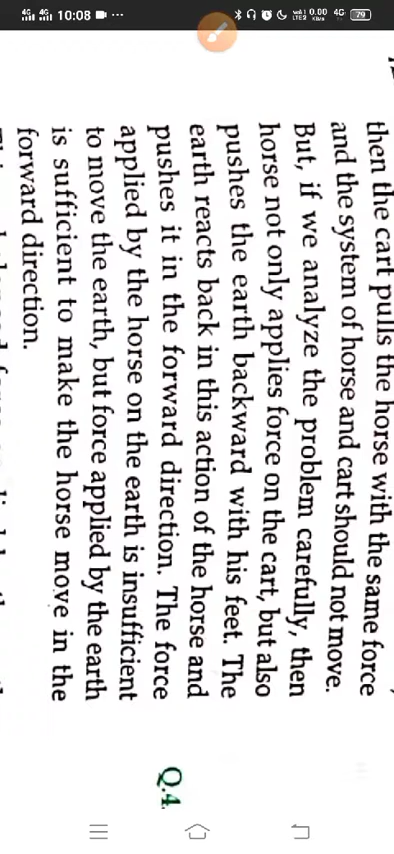 10:08
0.00 4G 79
then the cart pulls the horse with the same force
and the system of horse and cart should not move.
But, if we analyze the problem carefully, then
horse not only applies force on the cart, but also
pushes the earth backward with his feet. The
earth reacts back in this action of the horse and
pushes it in the forward direction. The force
applied by the horse on the earth is insufficient
to move the earth, but force applied by the earth
is sufficient to make the horse move in the
forward direction.
Q.4.